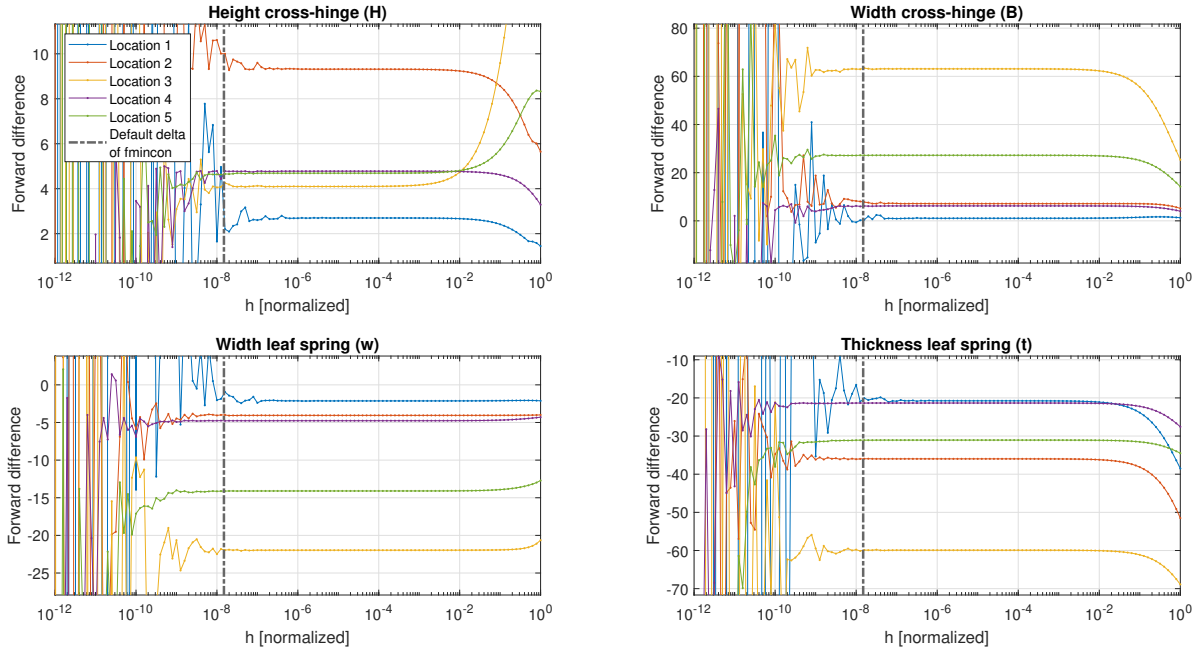 Height cross-hinge (H)
Forward difference
10
8
6
4
2
Location 1
Location 2
Location 3
Location 4
Location 5
Default delta
of fmincon
10^-12
10^-10
10^-8
10^-6
10^-4
10^-2
10^0
h [normalized]
Width cross-hinge (B)
Forward difference
80
60
40
20
0
10^-12
10^-10
10^-8
10^-6
10^-4
10^-2
10^0
h [normalized]
Width leaf spring (w)
Forward difference
0
-5
-10
-15
-20
-25
10^-12
10^-10
10^-8
10^-6
10^-4
10^-2
10^0
h [normalized]
Thickness leaf spring (t)
Forward difference
-10
-20
-30
-40
-50
-60
-70
10^-12
10^-10
10^-8
10^-6
10^-4
10^-2
10^0
h [normalized]